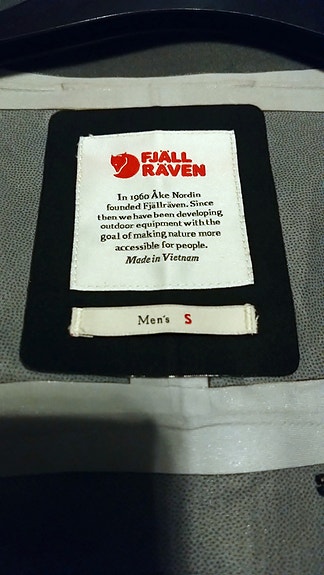 FJÄLL
RÄVEN
In 1960 Åke Nordin
founded Fjällräven. Since
then we have been developing
outdoor equipment with the
goal of making nature more
accessible for people.
Made in Vietnam
Men's S